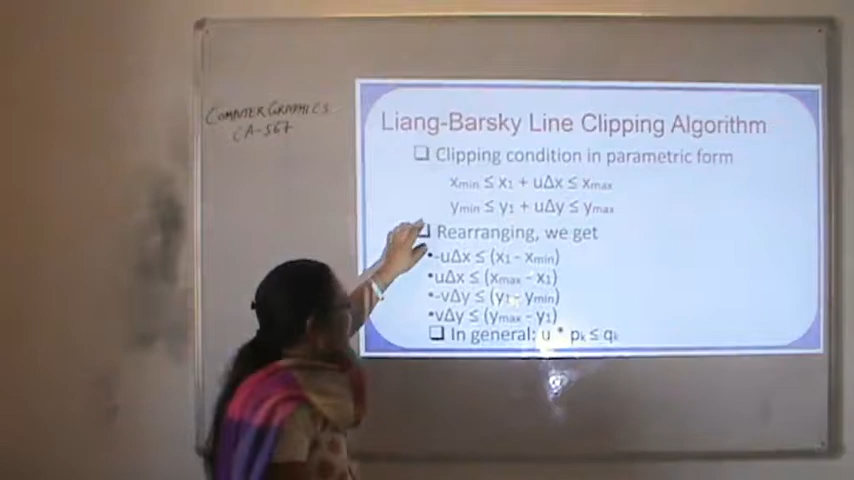 COMPUTER GRAPHICS
CA-567
Liang-Barsky Line Clipping Algorithm
❑ Clipping condition in parametric form
xmin ≤ x1 + uΔx ≤ xmax
ymin ≤ y1 + uΔy ≤ ymax
❑ Rearranging, we get
•-uΔx ≤ (x1 - xmin)
•uΔx ≤ (xmax - x1)
•-vΔy ≤ (y1 - ymin)
•vΔy ≤ (ymax - y1)
❑ In general: u * pk ≤ qk